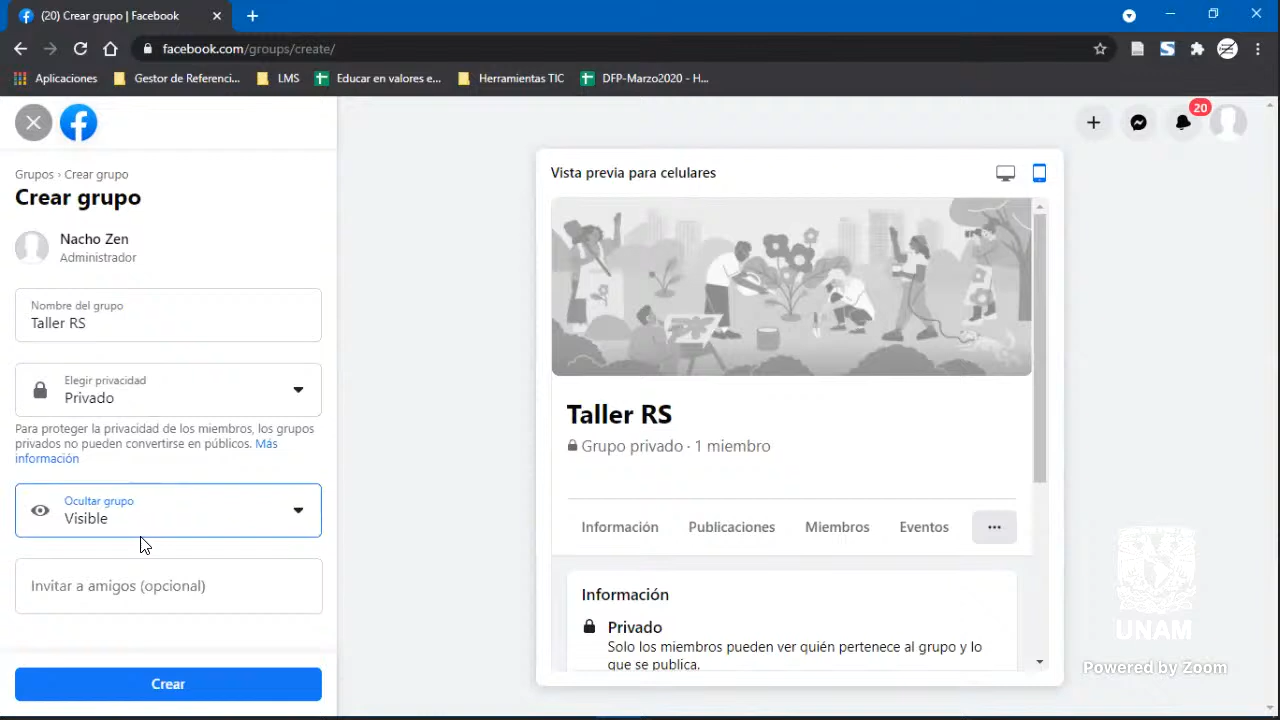 (20) Crear grupo | Facebook
facebook.com/groups/create/
Aplicaciones
Gestor de Referenci...
LMS
Educar en valores e...
Herramientas TIC
DFP-Marzo2020 - H...
20
Grupos › Crear grupo
Crear grupo
Nacho Zen
Administrador
Nombre del grupo
Taller RS
Elegir privacidad
Privado
Para proteger la privacidad de los miembros, los grupos
privados no pueden convertirse en públicos. Más
información
Ocultar grupo
Visible
Invitar a amigos (opcional)
Crear
Vista previa para celulares
Taller RS
Grupo privado · 1 miembro
Información
Publicaciones
Miembros
Eventos
Información
Privado
Solo los miembros pueden ver quién pertenece al grupo y lo
que se publica.
UNAM
Powered by Zoom